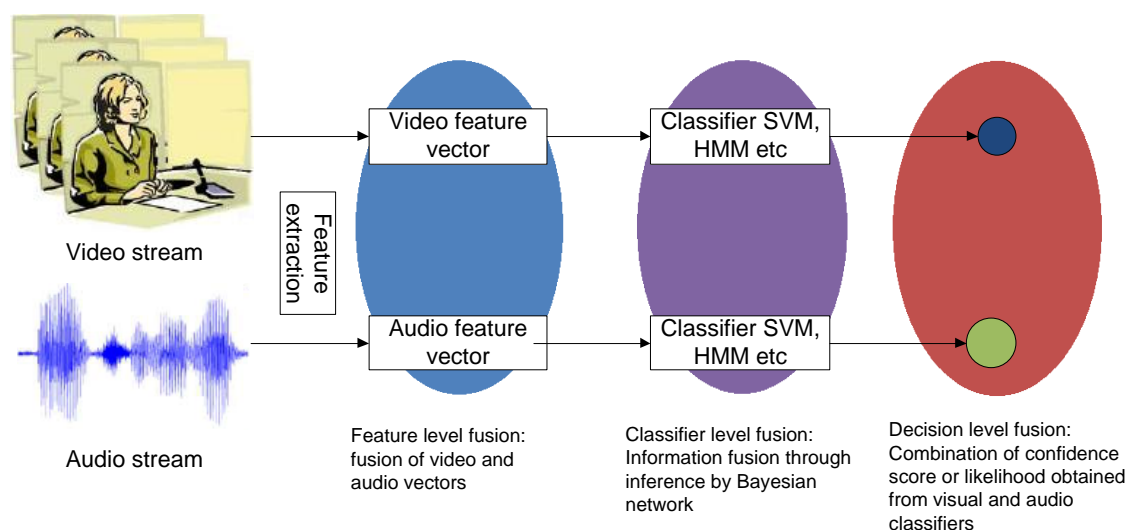 Video stream
Audio stream
Feature
extraction
Video feature
vector
Audio feature
vector
Classifier SVM,
HMM etc
Classifier SVM,
HMM etc
Feature level fusion:
fusion of video and
audio vectors
Classifier level fusion:
Information fusion through
inference by Bayesian
network
Decision level fusion:
Combination of confidence
score or likelihood obtained
from visual and audio
classifiers